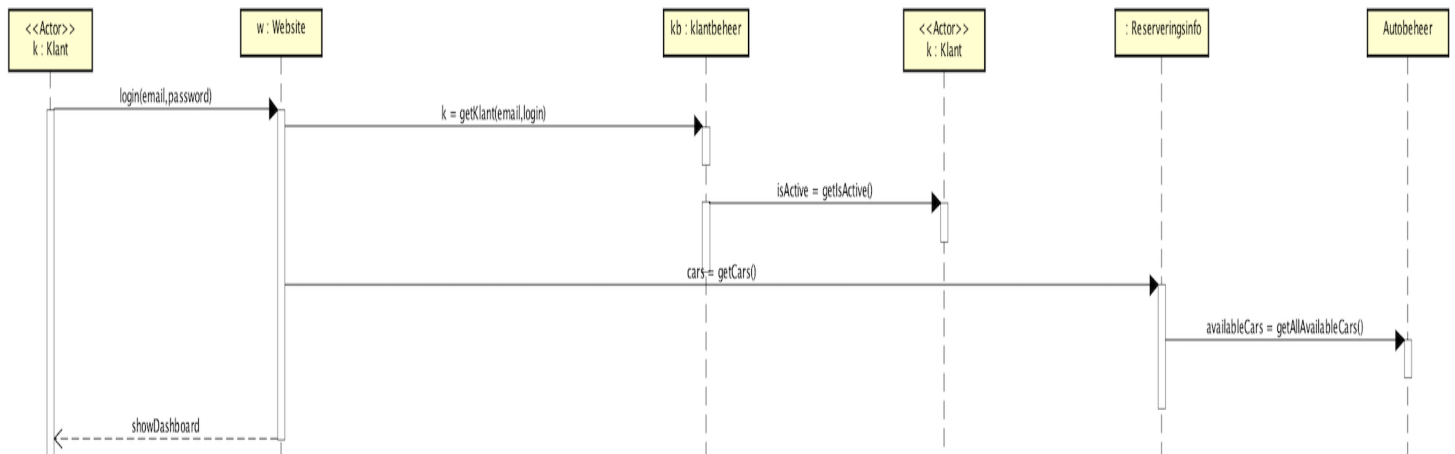 <<Actor>>
k : Klant
w : Website
kb : klantbeheer
<<Actor>>
k : Klant
: Reserveringsinfo
Autobeheer
login(email,password)
k = getKlant(email,login)
isActive = getIsActive()
cars = getCars()
availableCars = getAllAvailableCars()
showDashboard